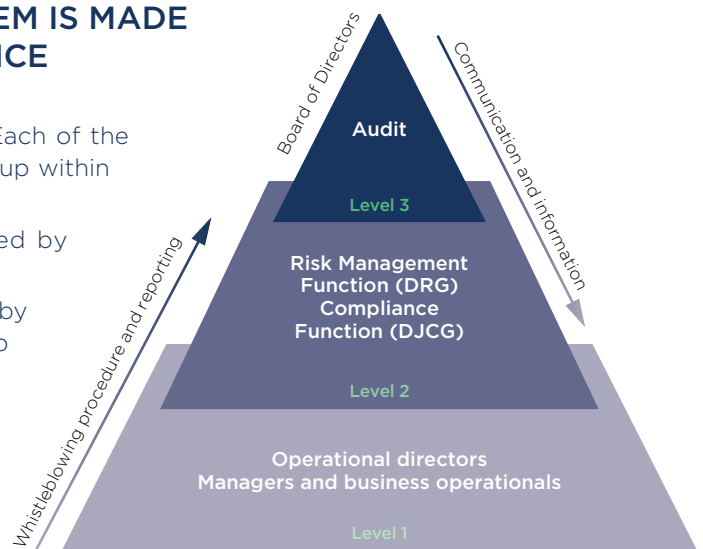 EM IS MADE
ICE
Each of the
up within
ed by
by
Board of Directors
Communication and information
Whistleblowing procedure and reporting
Audit
Level 3
Risk Management
Function (DRG)
Compliance
Function (DJCG)
Level 2
Operational directors
Managers and business operationals
Level 1